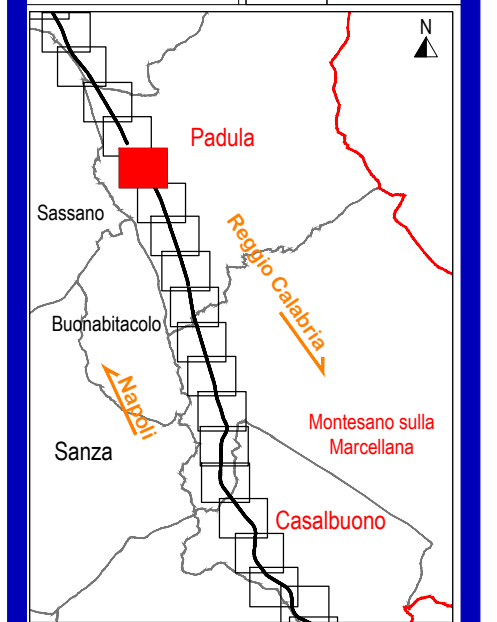 N
Padula
Sassano
Reggio Calabria
Buonabitacolo
Napoli
Montesano sulla
Marcellana
Sanza
Casalbuono